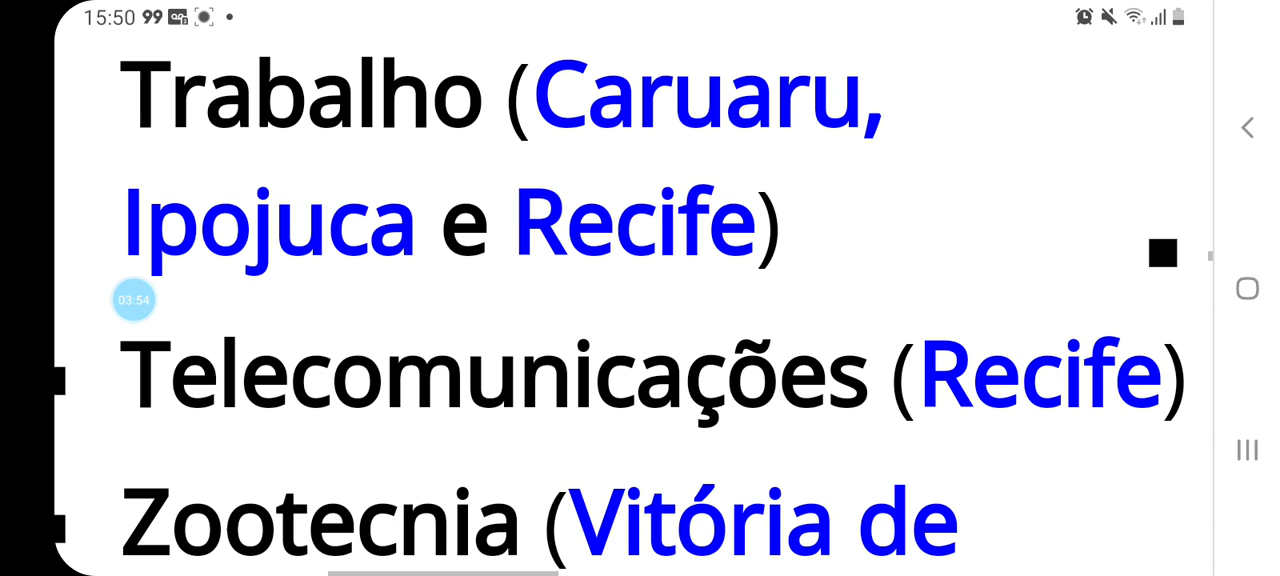 15:50 99
Trabalho (Caruaru,
Ipojuca e Recife)
03:54
Telecomunicações (Recife)
Zootecnia (Vitória de